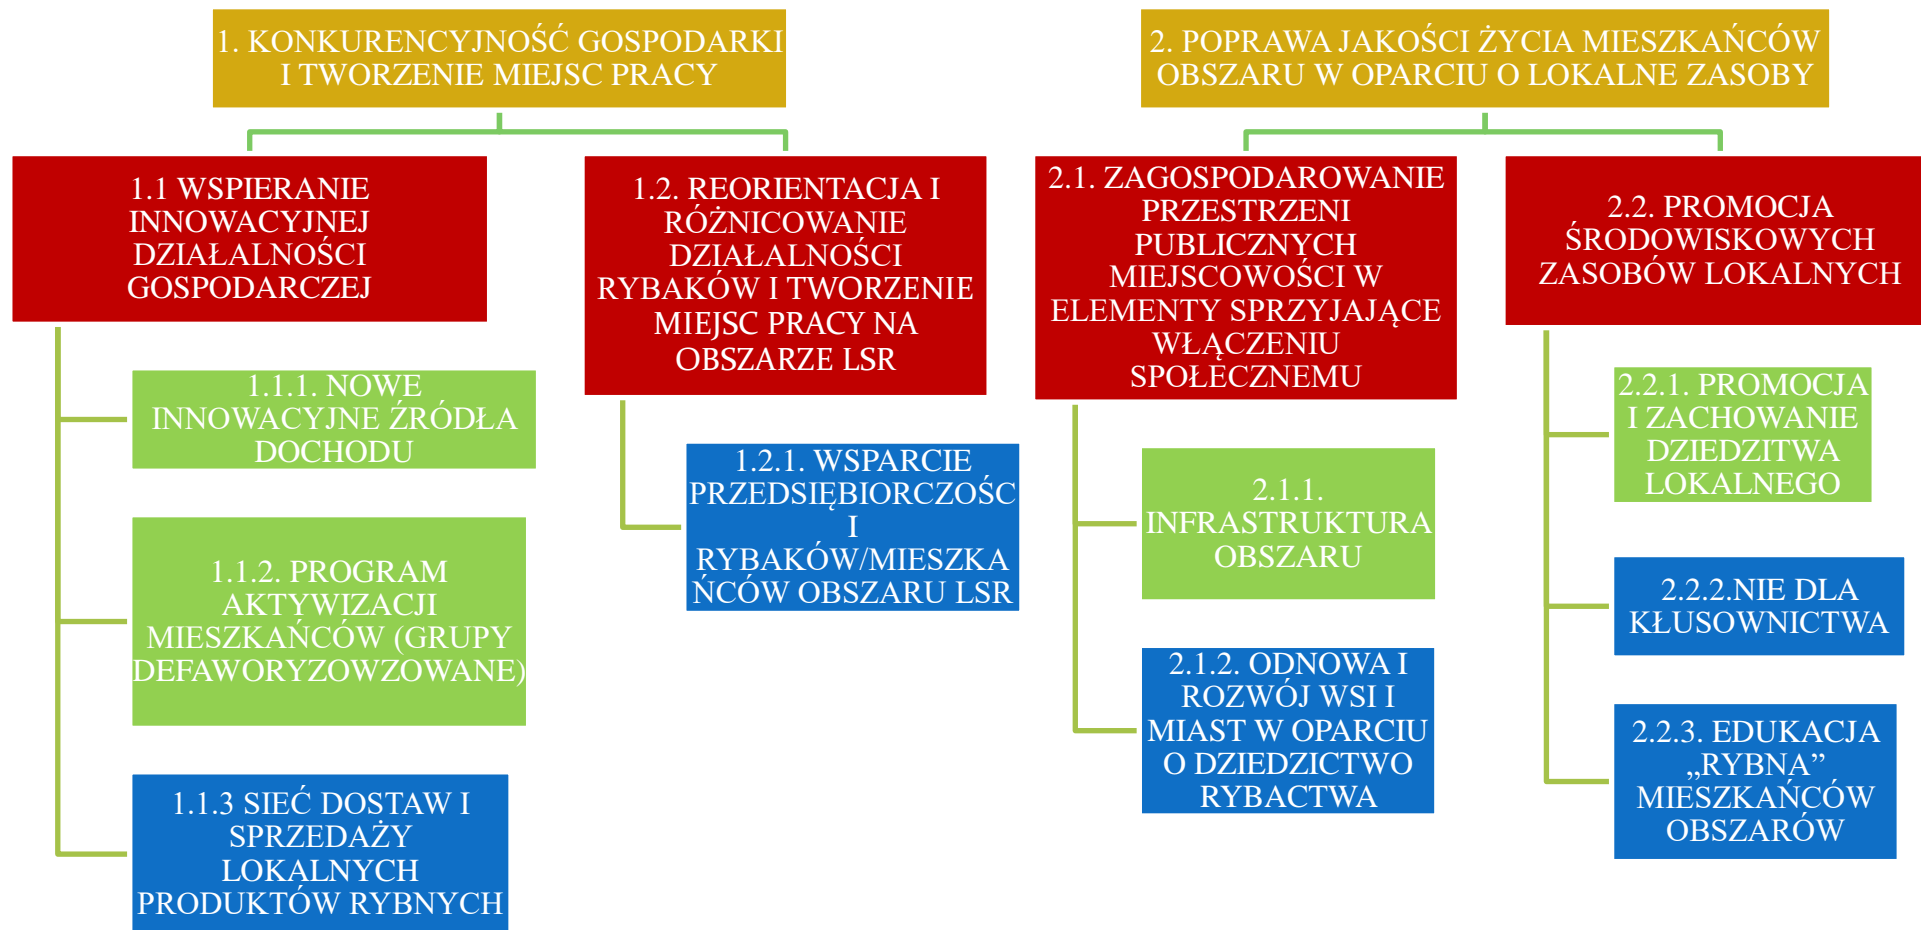 1. KONKURENCYJNOŚĆ GOSPODARKI
I TWORZENIE MIEJSC PRACY
1.1 WSPIERANIE
INNOWACYJNEJ
DZIAŁALNOŚCI
GOSPODARCZEJ
1.1.1. NOWE
INNOWACYJNE ŹRÓDŁA
DOCHODU
1.1.2. PROGRAM
AKTYWIZACJI
MIESZKAŃCÓW (GRUPY
DEFAWORYZOWZOWANE)
1.1.3 SIEĆ DOSTAW I
SPRZEDAŻY
LOKALNYCH
PRODUKTÓW RYBNYCH
1.2. REORIENTACJA I
RÓŻNICOWANIE
DZIAŁALNOŚCI
RYBAKÓW I TWORZENIE
MIEJSC PRACY NA
OBSZARZE LSR
1.2.1. WSPARCIE
PRZEDSIĘBIORCZOŚC
I
RYBAKÓW/MIESZKA
ŃCÓW OBSZARU LSR
2. POPRAWA JAKOŚCI ŻYCIA MIESZKAŃCÓW
OBSZARU W OPARCIU O LOKALNE ZASOBY
2.1. ZAGOSPODAROWANIE
PRZESTRZENI
PUBLICZNYCH
MIEJSCOWOŚCI W
ELEMENTY SPRZYJAJĄCE
WŁĄCZENIU
SPOŁECZNEMU
2.1.1.
INFRASTRUKTURA
OBSZARU
2.1.2. ODNOWA I
ROZWÓJ WSI I
MIAST W OPARCIU
O DZIEDZICTWO
RYBACTWA
2.2. PROMOCJA
ŚRODOWISKOWYCH
ZASOBÓW LOKALNYCH
2.2.1. PROMOCJA
I ZACHOWANIE
DZIEDZITWA
LOKALNEGO
2.2.2.NIE DLA
KŁUSOWNICTWA
2.2.3. EDUKACJA
„RYBNA”
MIESZKAŃCÓW
OBSZARÓW